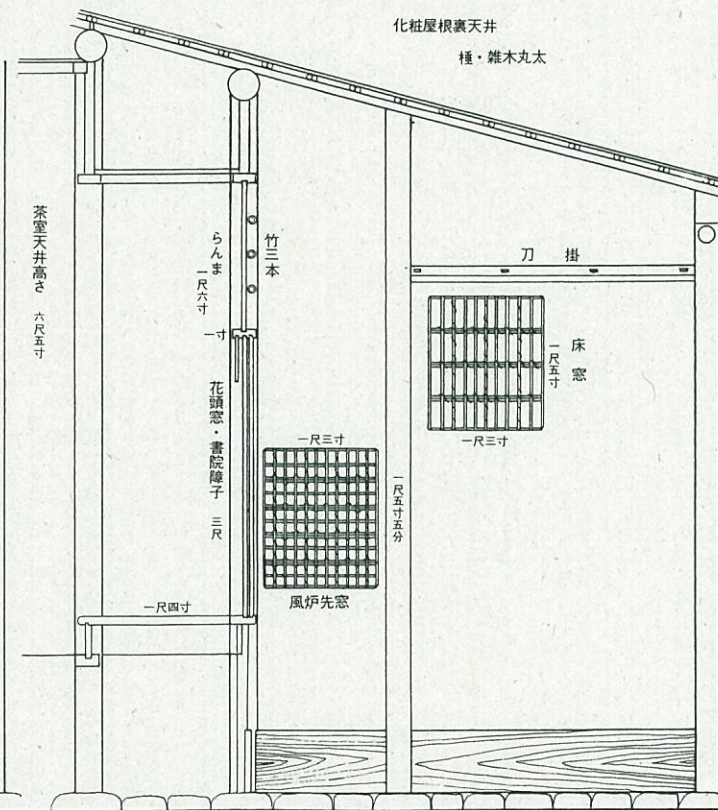 化粧屋根裏天井
棰・雑木丸太
茶室天井高さ 六尺五寸
らんま
一尺六寸
竹三本
一寸
花頭窓・書院障子 三尺
一尺四寸
一尺三寸
風炉先窓
一尺五寸五分
刀掛
床窓
一尺五寸
一尺三寸